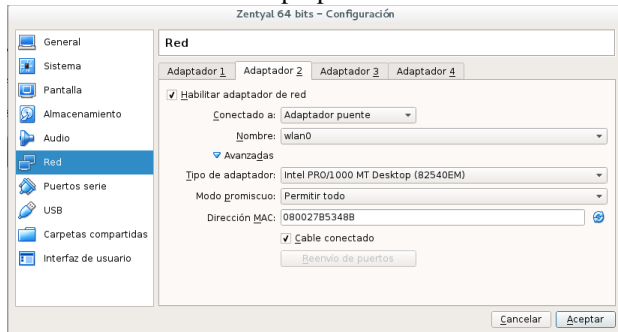 Zentyal 64 bits – Configuración
General
Sistema
Pantalla
Almacenamiento
Audio
Red
Puertos serie
USB
Carpetas compartidas
Interfaz de usuario
Red
Adaptador 1 Adaptador 2 Adaptador 3 Adaptador 4
Habilitar adaptador de red
Conectado a: Adaptador puente
Nombre: wlan0
Avanzadas
Tipo de adaptador: Intel PRO/1000 MT Desktop (82540EM)
Modo promiscuo: Permitir todo
Dirección MAC: 080027B5348B
Cable conectado
Reenvío de puertos
Cancelar Aceptar